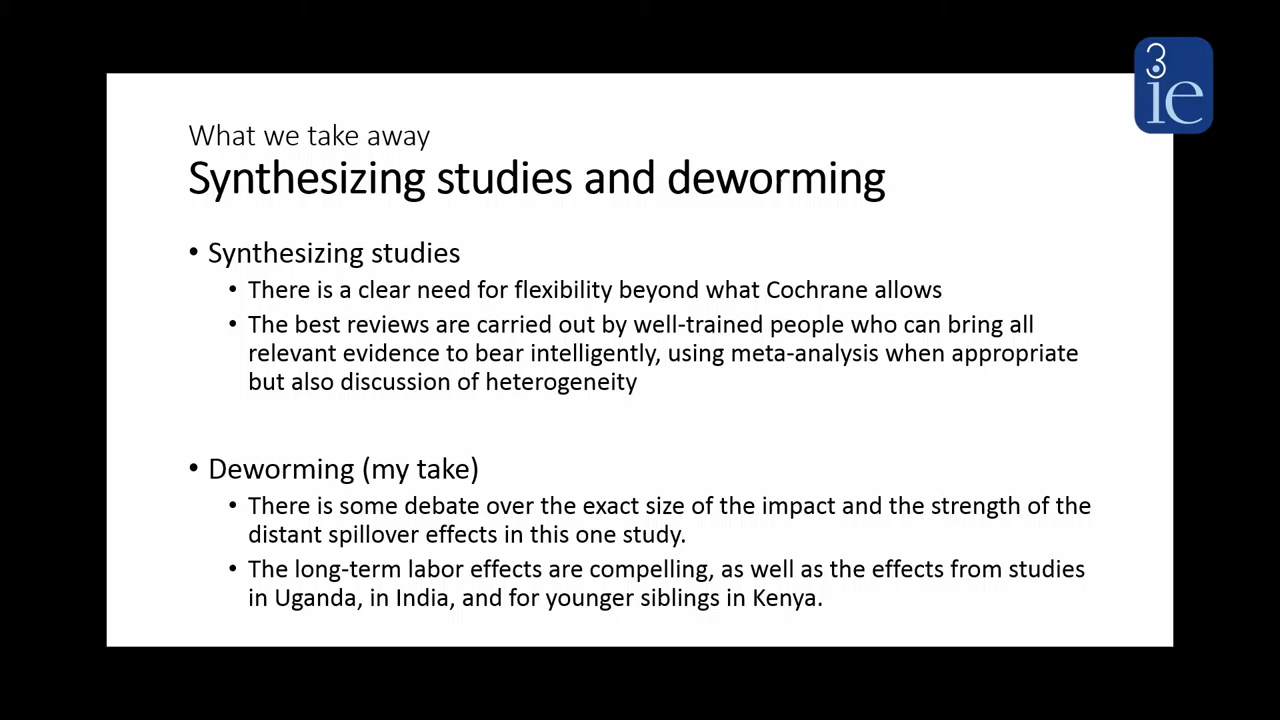 3
ie
What we take away
Synthesizing studies and deworming
• Synthesizing studies
• There is a clear need for flexibility beyond what Cochrane allows
• The best reviews are carried out by well-trained people who can bring all
relevant evidence to bear intelligently, using meta-analysis when appropriate
but also discussion of heterogeneity
• Deworming (my take)
• There is some debate over the exact size of the impact and the strength of the
distant spillover effects in this one study.
• The long-term labor effects are compelling, as well as the effects from studies
in Uganda, in India, and for younger siblings in Kenya.